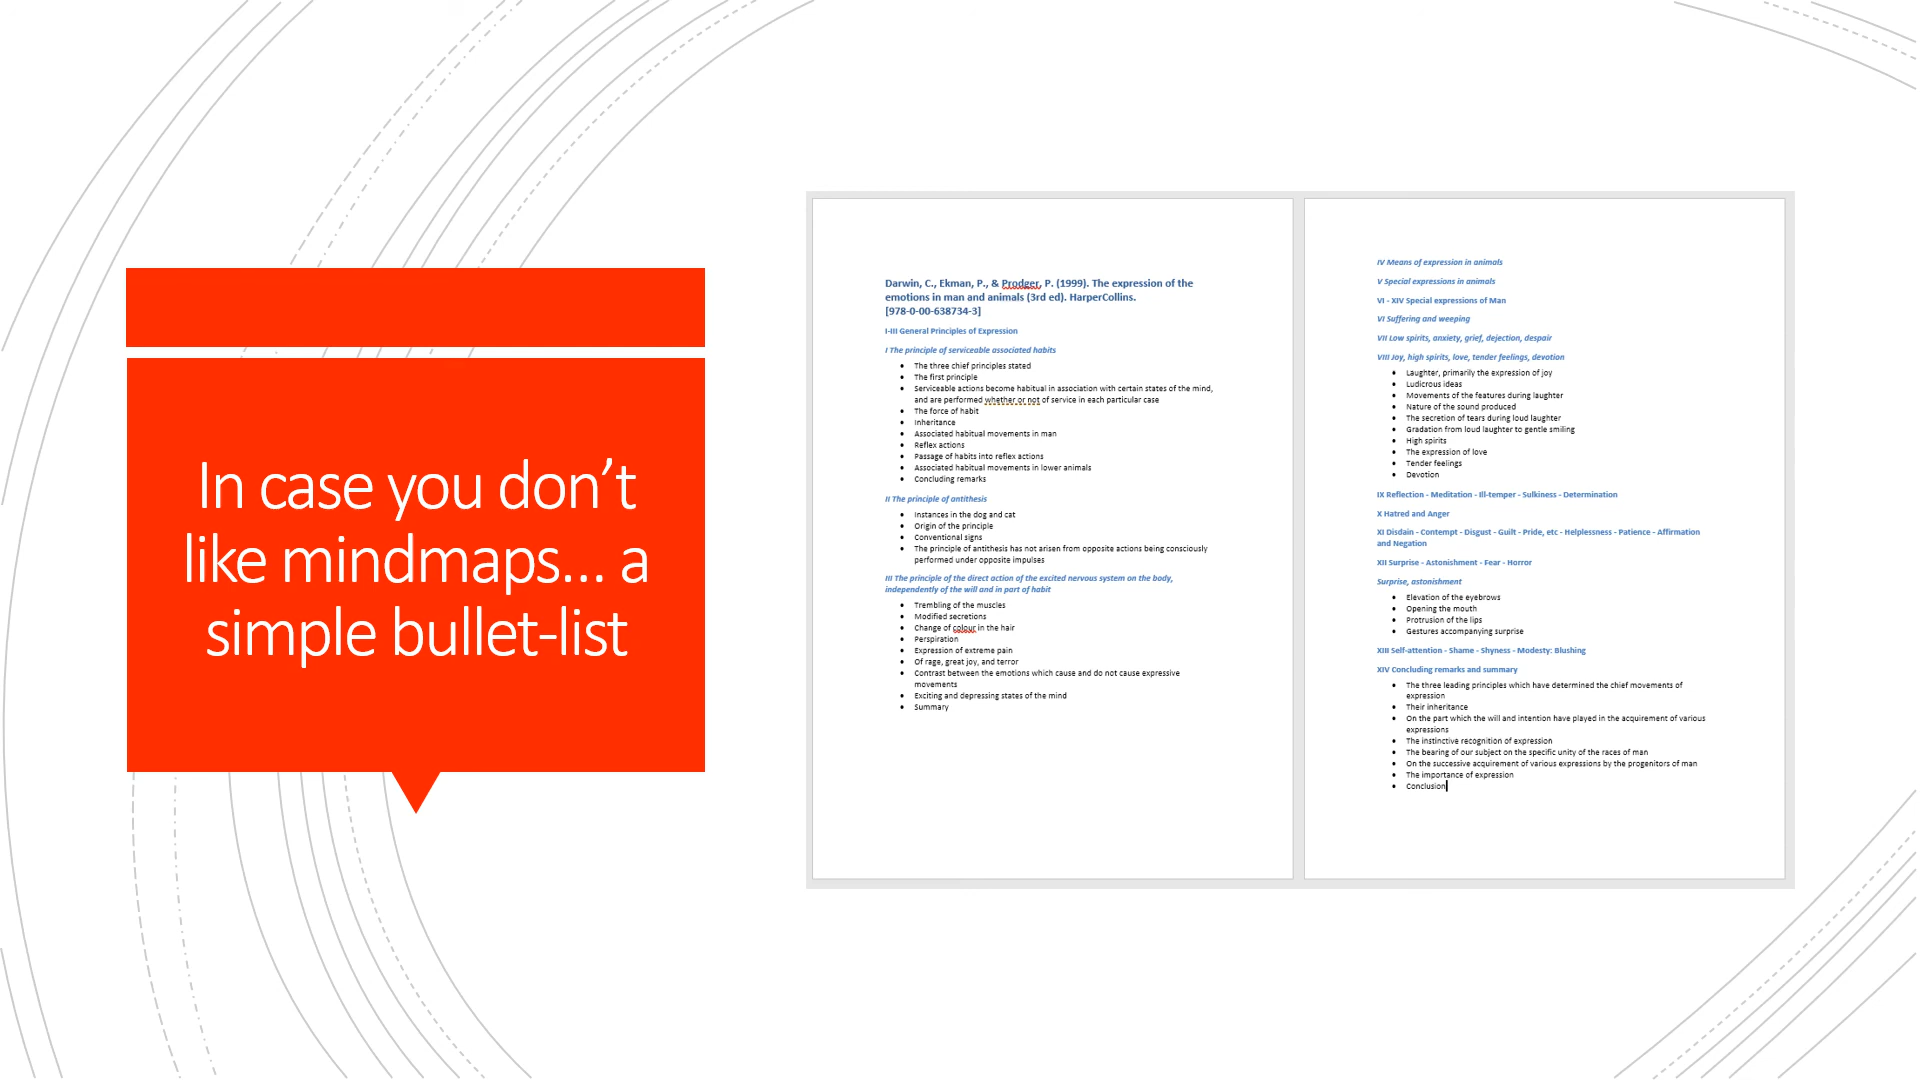 In case you don’t
like mindmaps… a
simple bullet-list
Darwin, C., Ekman, P., & Prodger, P. (1999). The expression of the
emotions in man and animals (3rd ed). HarperCollins.
[978-0-00-638734-3]
I-III General Principles of Expression
I The principle of serviceable associated habits
• The three chief principles stated
• The first principle
• Serviceable actions become habitual in association with certain states of the mind,
and are performed whether or not of service in each particular case
• The force of habit
• Inheritance
• Associated habitual movements in man
• Reflex actions
• Passage of habits into reflex actions
• Associated habitual movements in lower animals
• Concluding remarks
II The principle of antithesis
• Instances in the dog and cat
• Origin of the principle
• Conventional signs
• The principle of antithesis has not arisen from opposite actions being consciously
performed under opposite impulses
III The principle of the direct action of the excited nervous system on the body,
independently of the will and in part of habit
• Trembling of the muscles
• Modified secretions
• Change of colour in the hair
• Perspiration
• Expression of extreme pain
• Of rage, great joy, and terror
• Contrast between the emotions which cause and do not cause expressive
movements
• Exciting and depressing states of the mind
• Summary
IV Means of expression in animals
V Special expressions in animals
VI - XIV Special expressions of Man
VI Suffering and weeping
VII Low spirits, anxiety, grief, dejection, despair
VIII Joy, high spirits, love, tender feelings, devotion
• Laughter, primarily the expression of joy
• Ludicrous ideas
• Movements of the features during laughter
• Nature of the sound produced
• The secretion of tears during loud laughter
• Gradation from loud laughter to gentle smiling
• High spirits
• The expression of love
• Tender feelings
• Devotion
IX Reflection - Meditation - Ill-temper - Sulkiness - Determination
X Hatred and Anger
XI Disdain - Contempt - Disgust - Guilt - Pride, etc - Helplessness - Patience - Affirmation
and Negation
XII Surprise - Astonishment - Fear - Horror
Surprise, astonishment
• Elevation of the eyebrows
• Opening the mouth
• Protrusion of the lips
• Gestures accompanying surprise
XIII Self-attention - Shame - Shyness - Modesty: Blushing
XIV Concluding remarks and summary
• The three leading principles which have determined the chief movements of
expression
• Their inheritance
• On the part which the will and intention have played in the acquirement of various
expressions
• The instinctive recognition of expression
• The bearing of our subject on the specific unity of the races of man
• On the successive acquirement of various expressions by the progenitors of man
• The importance of expression
• Conclusion